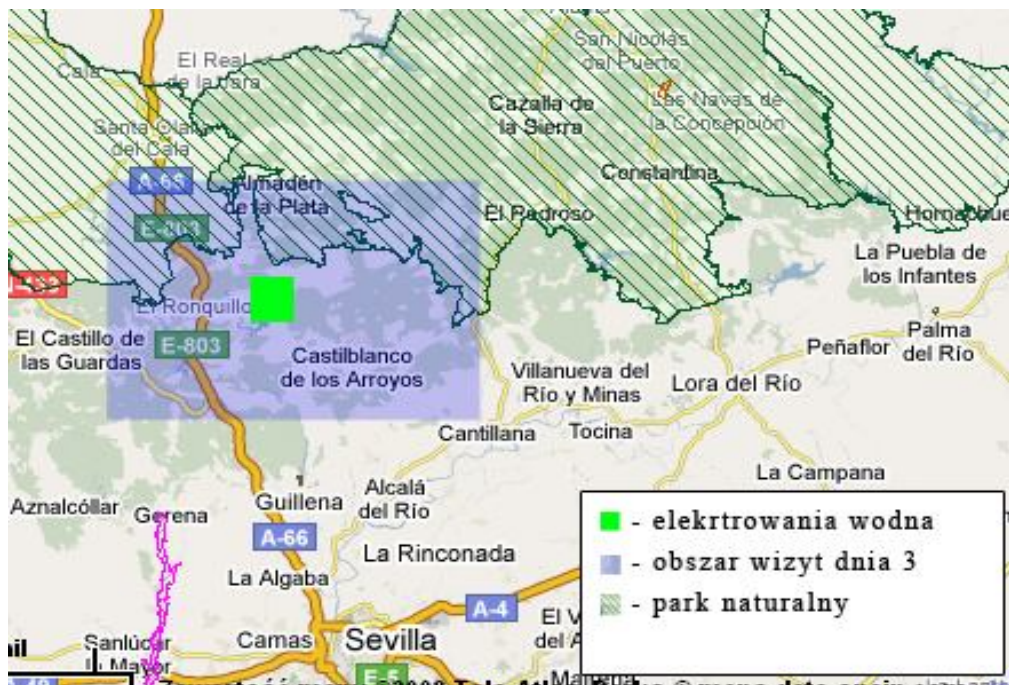 San Nicolás
del Puerto
El Real
de la Jara
Cala
Cazalla de
la Sierra
Las Navas de
la Concepción
Santa Olalla
del Cala
Constantina
A-66
Almadén
de la Plata
El Pedroso
E-803
La Puebla de
los Infantes
El Ronquillo
El Castillo de
las Guardas
E-803
Castilblanco
de los Arroyos
Palma
del Río
Peñaflor
Villanueva del
Río y Minas
Lora del Río
Cantillana
Tocina
La Campana
Alcalá
del Río
Guillena
Aznalcóllar
Gerena
A-66
La Rinconada
La Algaba
A-4
Camas
Sevilla
Sanlúcar
la Mayor
E-5
- elekrtrowania wodna
- obszar wizyt dnia 3
- park naturalny